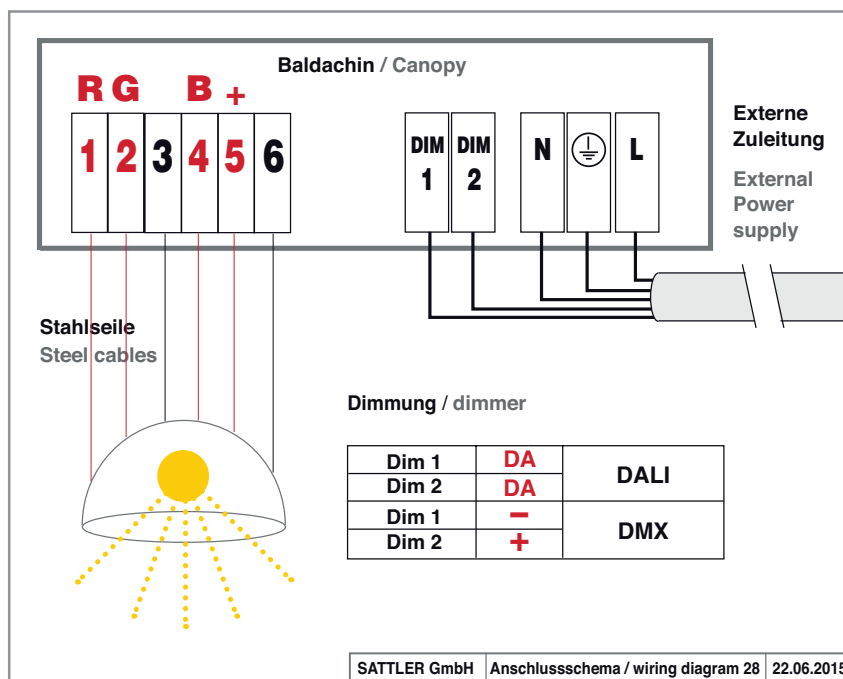 Baldachin / Canopy
R G B +
1 2 3 4 5 6
DIM 1
DIM 2
N
L
Externe
Zuleitung
External
Power
supply
Stahlseile
Steel cables
Dimmung / dimmer
Dim 1 DA
Dim 2 DA
DALI
Dim 1 −
Dim 2 +
DMX
SATTLER GmbH Anschlussschema / wiring diagram 28 22.06.2015